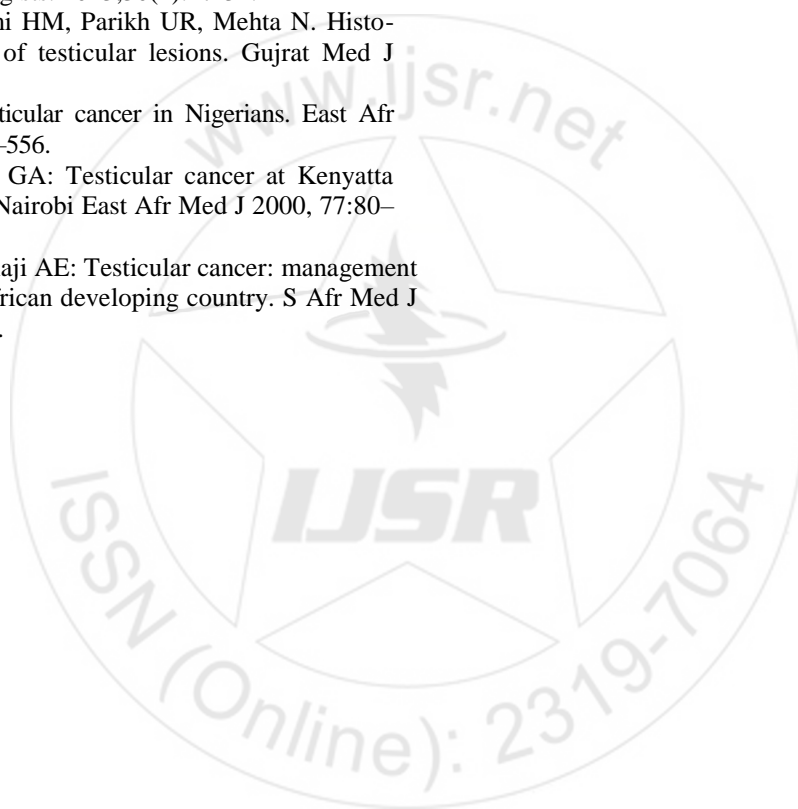 ni HM, Parikh UR, Mehta N. Histo-
of testicular lesions. Gujrat Med J
ticular cancer in Nigerians. East Afr
–556.
GA: Testicular cancer at Kenyatta
Nairobi East Afr Med J 2000, 77:80–
laji AE: Testicular cancer: management
rican developing country. S Afr Med J
www.ijsr.net
IJSR
ISSN (Online): 2319-7064